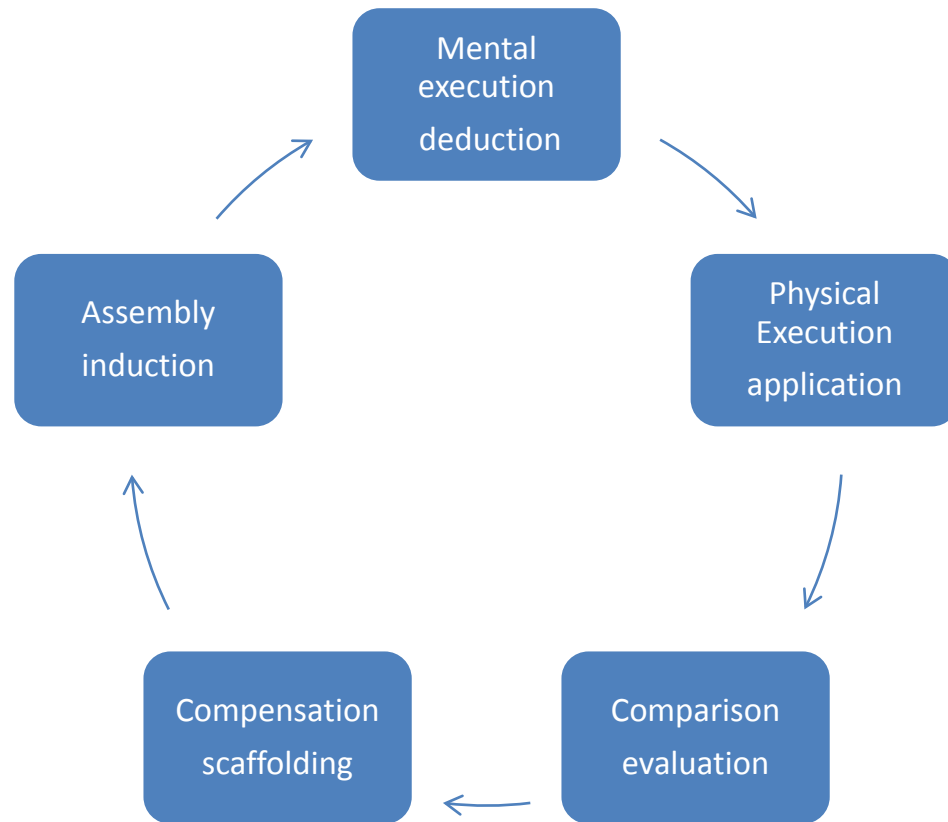 Mental
execution
deduction
Physical
Execution
application
Comparison
evaluation
Compensation
scaffolding
Assembly
induction